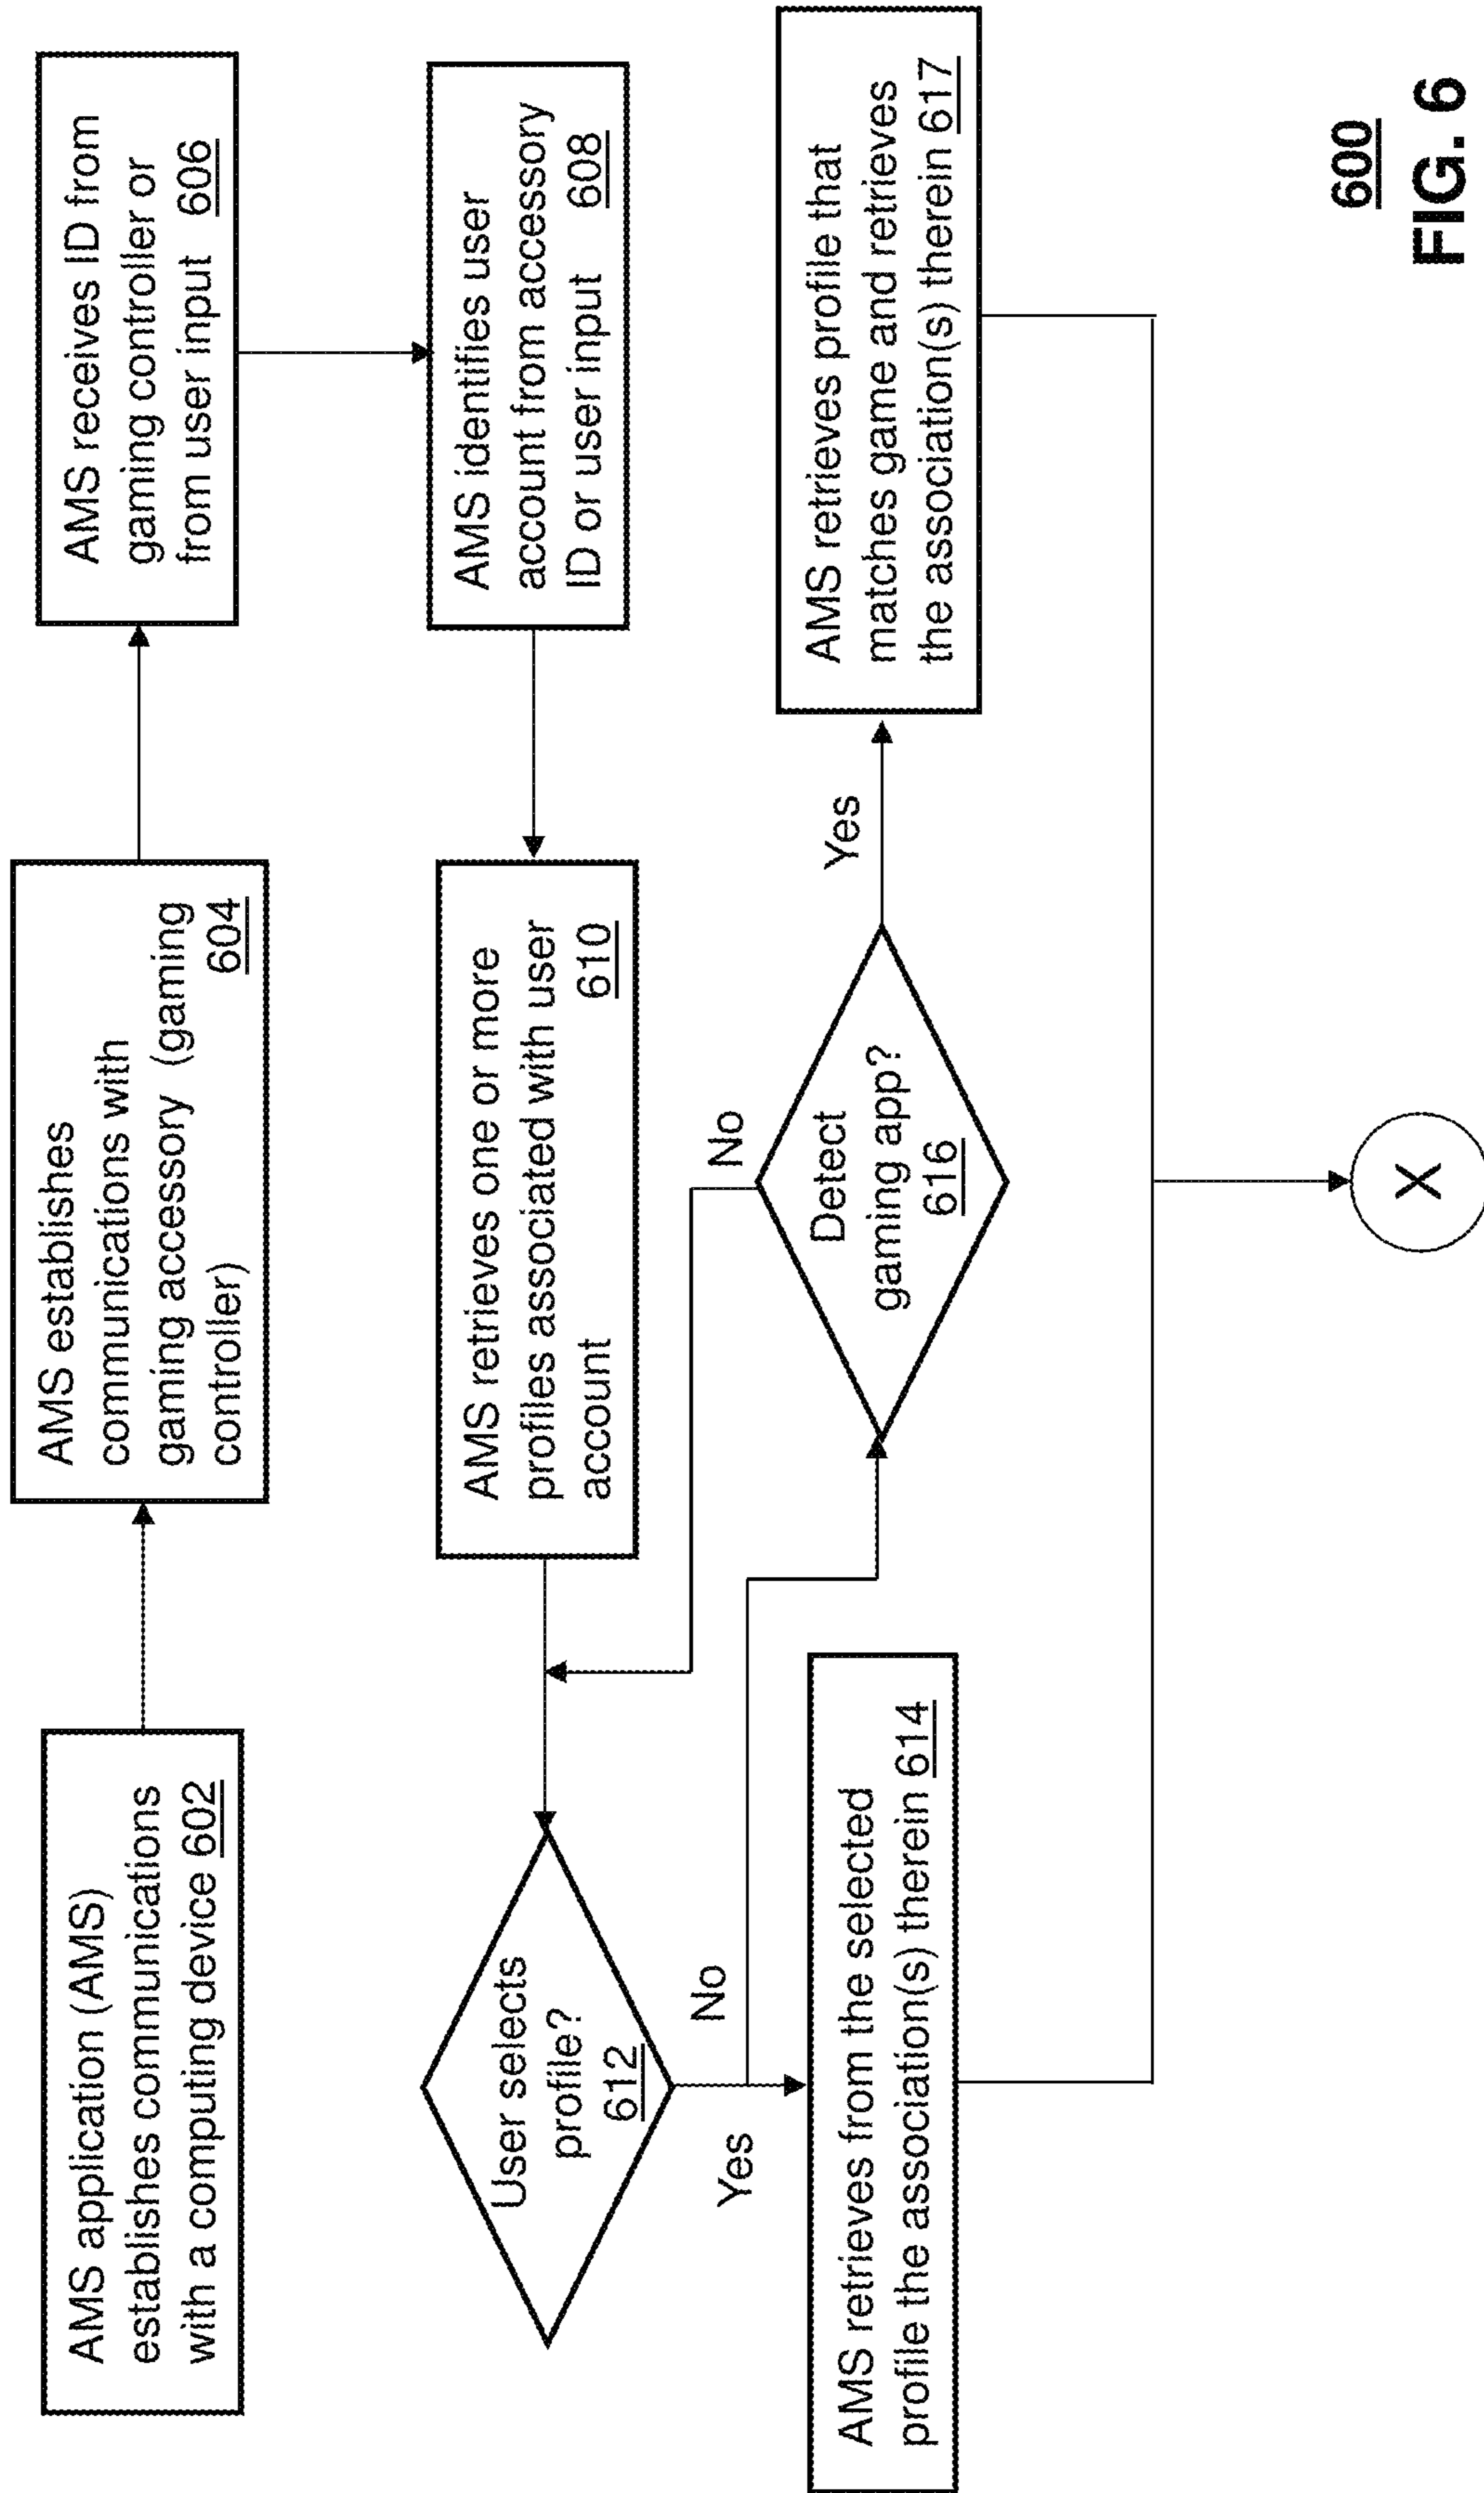 AMS application (AMS)
establishes communications
with a computing device 602
AMS establishes
communications with
gaming accessory (gaming
controller) 604
AMS receives ID from
gaming controller or
from user input 606
AMS identifies user
account from accessory
ID or user input 608
AMS retrieves one or more
profiles associated with user
account 610
User selects
profile?
612
No
Yes
AMS retrieves from the selected
profile the association(s) therein 614
Detect
gaming app?
616
No
Yes
AMS retrieves profile that
matches game and retrieves
the association(s) therein 617
X
600
FIG. 6